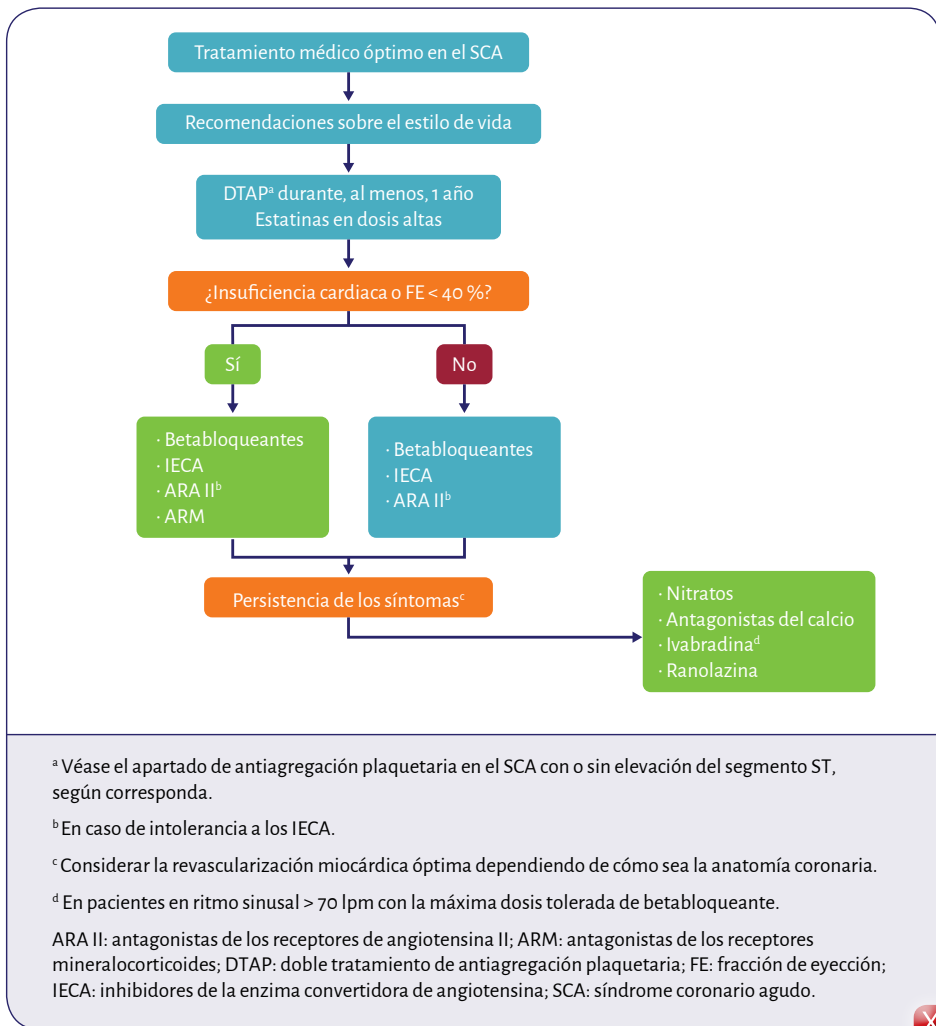 Tratamiento médico óptimo en el SCA
Recomendaciones sobre el estilo de vida
DTAPᵃ durante, al menos, 1 año
Estatinas en dosis altas
¿Insuficiencia cardiaca o FE < 40 %?
Sí
No
· Betabloqueantes
· IECA
· ARA IIᵇ
· ARM
· Betabloqueantes
· IECA
· ARA IIᵇ
Persistencia de los síntomasᶜ
· Nitratos
· Antagonistas del calcio
· Ivabradinaᵈ
· Ranolazina
ᵃ Véase el apartado de antiagregación plaquetaria en el SCA con o sin elevación del segmento ST,
según corresponda.
ᵇ En caso de intolerancia a los IECA.
ᶜ Considerar la revascularización miocárdica óptima dependiendo de cómo sea la anatomía coronaria.
ᵈ En pacientes en ritmo sinusal > 70 lpm con la máxima dosis tolerada de betabloqueante.
ARA II: antagonistas de los receptores de angiotensina II; ARM: antagonistas de los receptores
mineralocorticoides; DTAP: doble tratamiento de antiagregación plaquetaria; FE: fracción de eyección;
IECA: inhibidores de la enzima convertidora de angiotensina; SCA: síndrome coronario agudo.
X